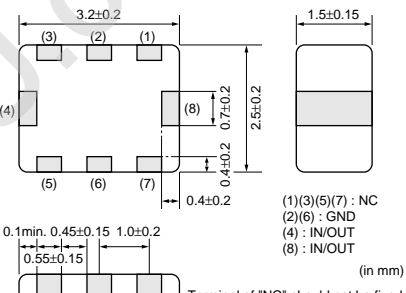 3.2±0.2
1.5±0.15
(3) (2) (1)
(4)
(8)
0.7±0.2
2.5±0.2
0.4±0.2
(5) (6) (7)
0.4±0.2
(1)(3)(5)(7) : NC
(2)(6) : GND
(4) : IN/OUT
(8) : IN/OUT
0.1min. 0.45±0.15 1.0±0.2
0.55±0.15
(in mm)